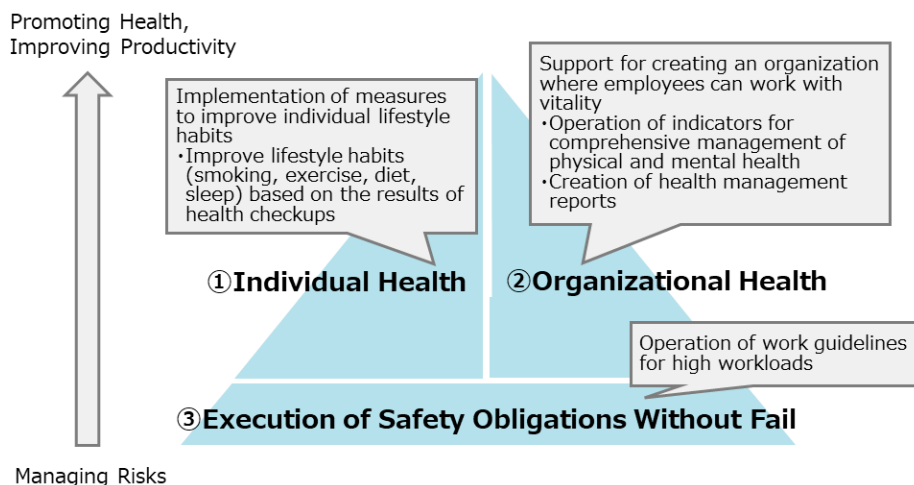 Promoting Health,
Improving Productivity
Implementation of measures
to improve individual lifestyle
habits
・Improve lifestyle habits
(smoking, exercise, diet,
sleep) based on the results of
health checkups
Support for creating an organization
where employees can work with
vitality
・Operation of indicators for
comprehensive management of
physical and mental health
・Creation of health management
reports
①Individual Health
②Organizational Health
Operation of work guidelines
for high workloads
③Execution of Safety Obligations Without Fail
Managing Risks